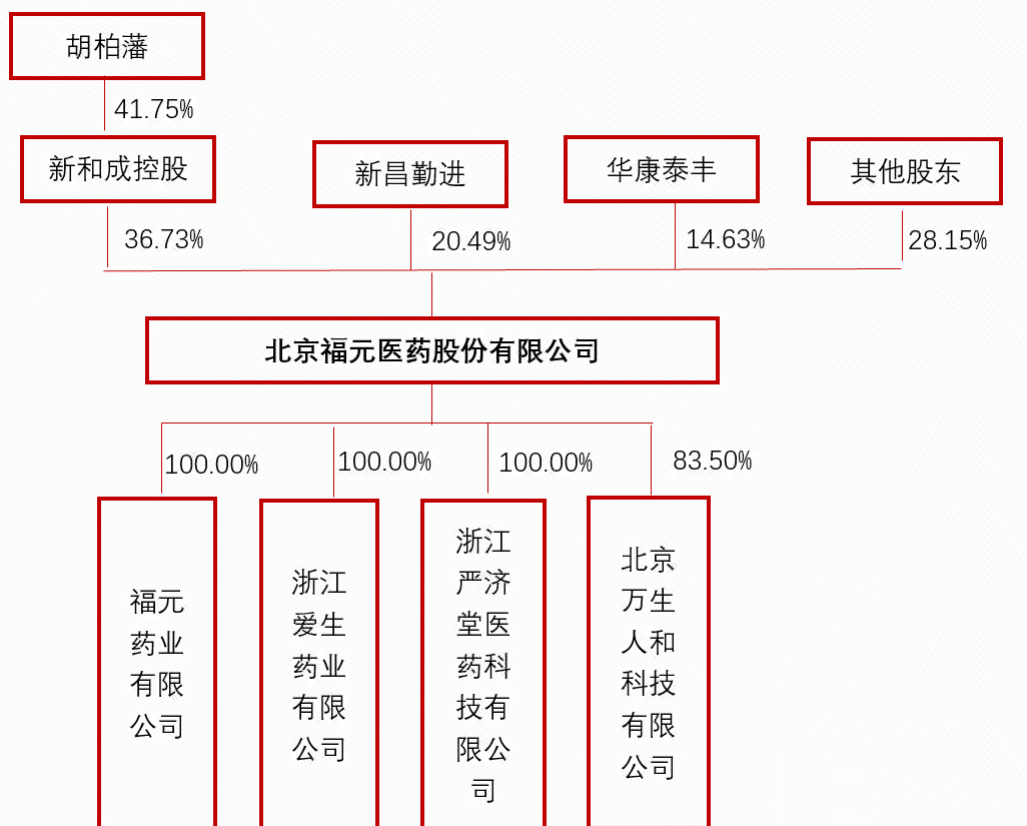 胡柏藩
41.75%
新和成控股
新昌勤进
华康泰丰
其他股东
36.73%
20.49%
14.63%
28.15%
北京福元医药股份有限公司
100.00%
100.00%
100.00%
83.50%
福元
药业
有限
公司
浙江
爱生
药业
有限
公司
浙江
严济
堂医
药科
技有
限公
司
北京
万生
人和
科技
有限
公司